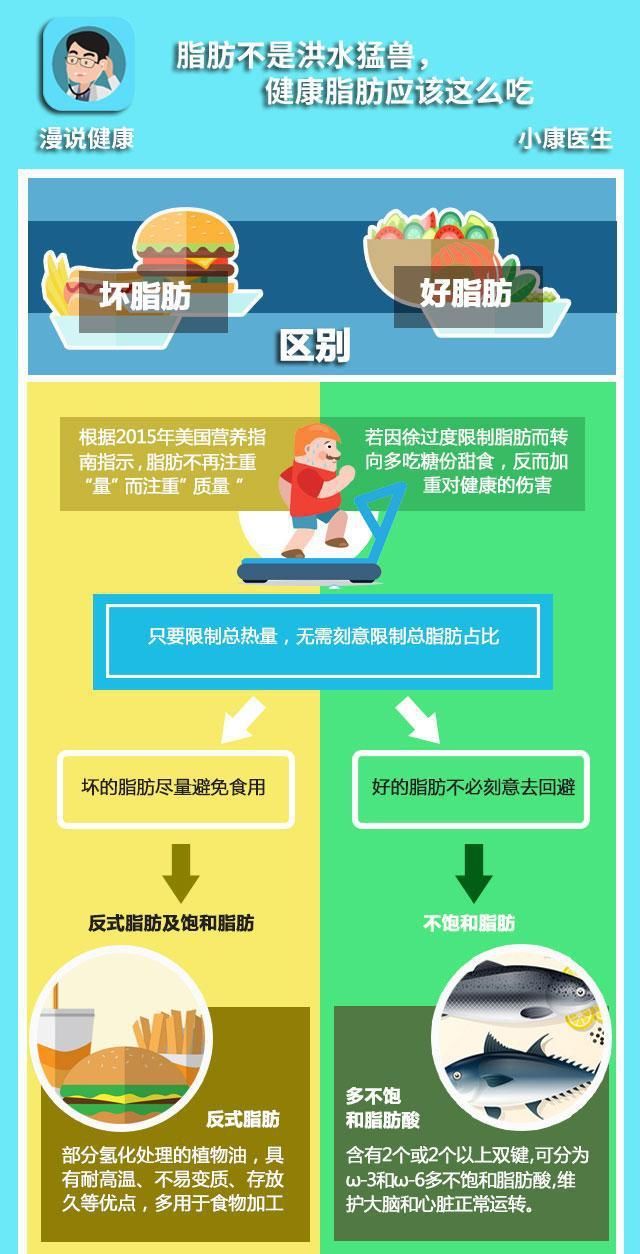 脂肪不是洪水猛兽，
健康脂肪应该这么吃
漫说健康
小康医生
坏脂肪
好脂肪
区别
根据2015年美国营养指
南指示，脂肪不再注重
“量”而注重”质量“
若因徐过度限制脂肪而转
向多吃糖份甜食，反而加
重对健康的伤害
只要限制总热量，无需刻意限制总脂肪占比
坏的脂肪尽量避免食用
好的脂肪不必刻意去回避
反式脂肪及饱和脂肪
不饱和脂肪
反式脂肪
部分氢化处理的植物油，具
有耐高温、不易变质、存放
久等优点，多用于食物加工
多不饱
和脂肪酸
含有2个或2个以上双键,可分为
ω-3和ω-6多不饱和脂肪酸,维
护大脑和心脏正常运转。